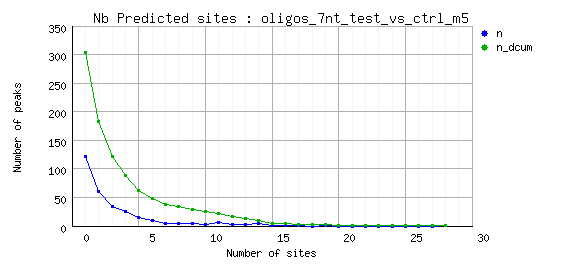 Nb Predicted sites : oligos_7nt_test_vs_ctrl_m5
n
n_dcum
350
300
250
200
150
100
50
0
Number of peaks
0 5 10 15 20 25 30
Number of sites